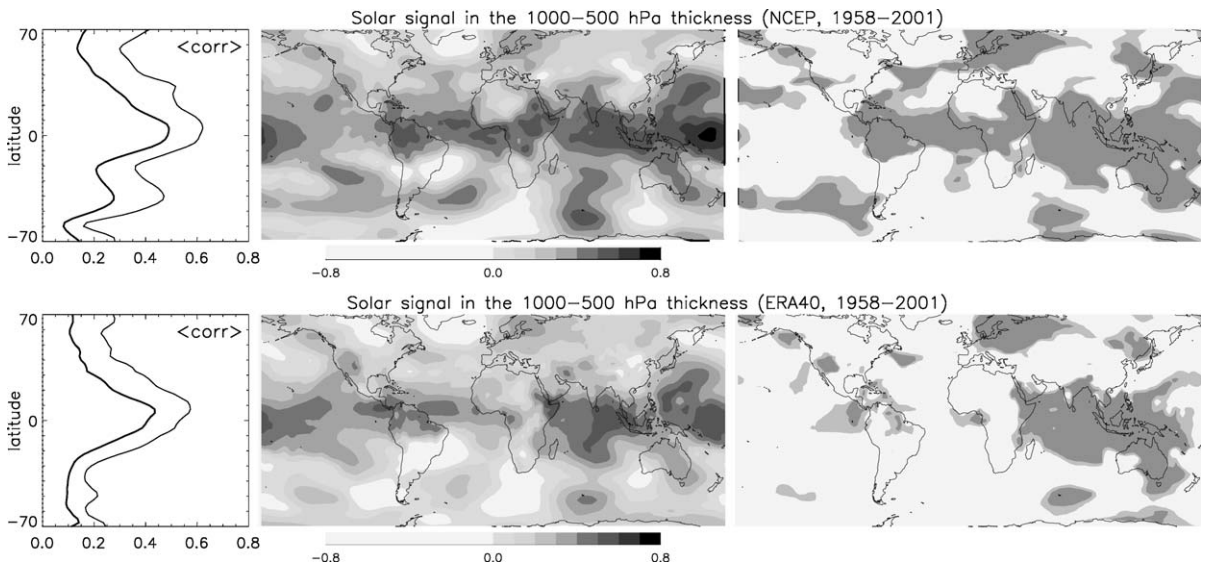 Solar signal in the 1000−500 hPa thickness (NCEP, 1958−2001)
70
<corr>
latitude
0
−70
0.0 0.2 0.4 0.6 0.8
−0.8 0.0 0.8
Solar signal in the 1000−500 hPa thickness (ERA40, 1958−2001)
70
<corr>
latitude
0
−70
0.0 0.2 0.4 0.6 0.8
−0.8 0.0 0.8